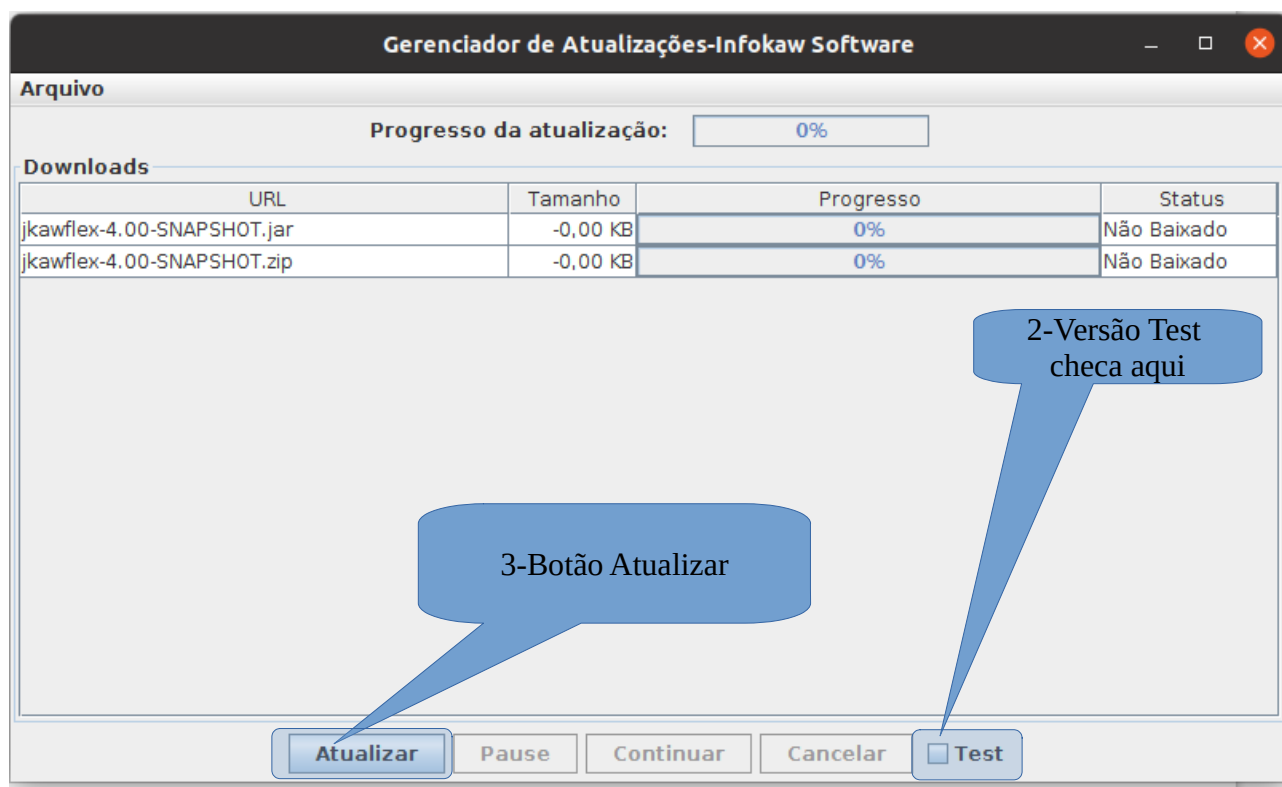 Gerenciador de Atualizações-Infokaw Software
Arquivo
Progresso da atualização: 0%
Downloads
URL Tamanho Progresso Status
jkawflex-4.00-SNAPSHOT.jar -0,00 KB 0% Não Baixado
jkawflex-4.00-SNAPSHOT.zip -0,00 KB 0% Não Baixado
2-Versão Test
checa aqui
3-Botão Atualizar
Atualizar Pause Continuar Cancelar Test